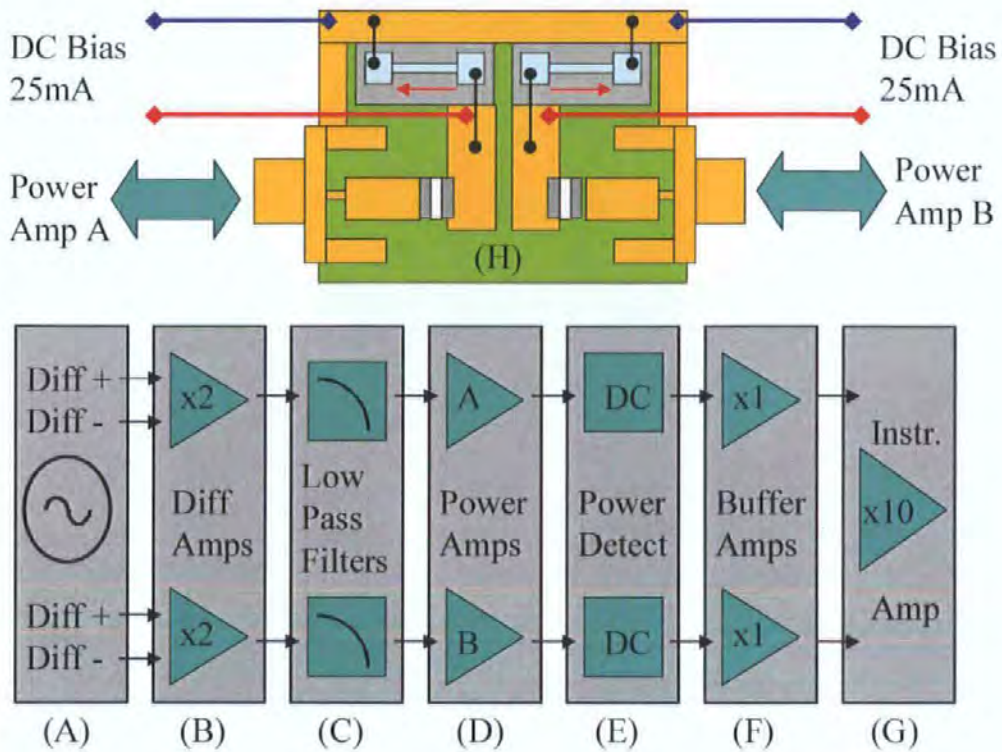 DC Bias
25mA
DC Bias
25mA
Power
Amp A
Power
Amp B
(H)
Diff +
Diff -
Diff +
Diff -
x2
Diff
Amps
x2
Low
Pass
Filters
A
Power
Amps
B
DC
Power
Detect
DC
x1
Buffer
Amps
x1
Instr.
x10
Amp
(A)
(B)
(C)
(D)
(E)
(F)
(G)